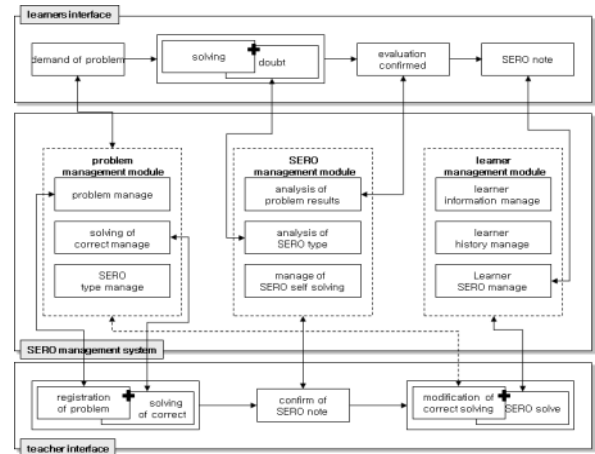 learners interface
demand of problem
solving
doubt
evaluation
confirmed
SERO note
problem
management module
SERO
management module
learner
management module
problem manage
analysis of
problem results
learner
information manage
solving of
correct manage
analysis of
SERO type
learner
history manage
SERO
type manage
manage of
SERO self solving
Learner
SERO manage
SERO management system
registration
of problem
solving
of correct
confirm of
SERO note
modification of
correct solving
SERO solve
teacher interface